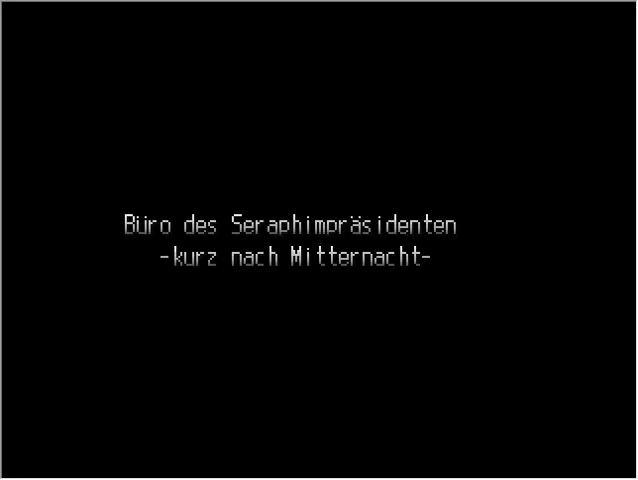 Büro des Seraphimpräsidenten
-kurz nach Mitternacht-